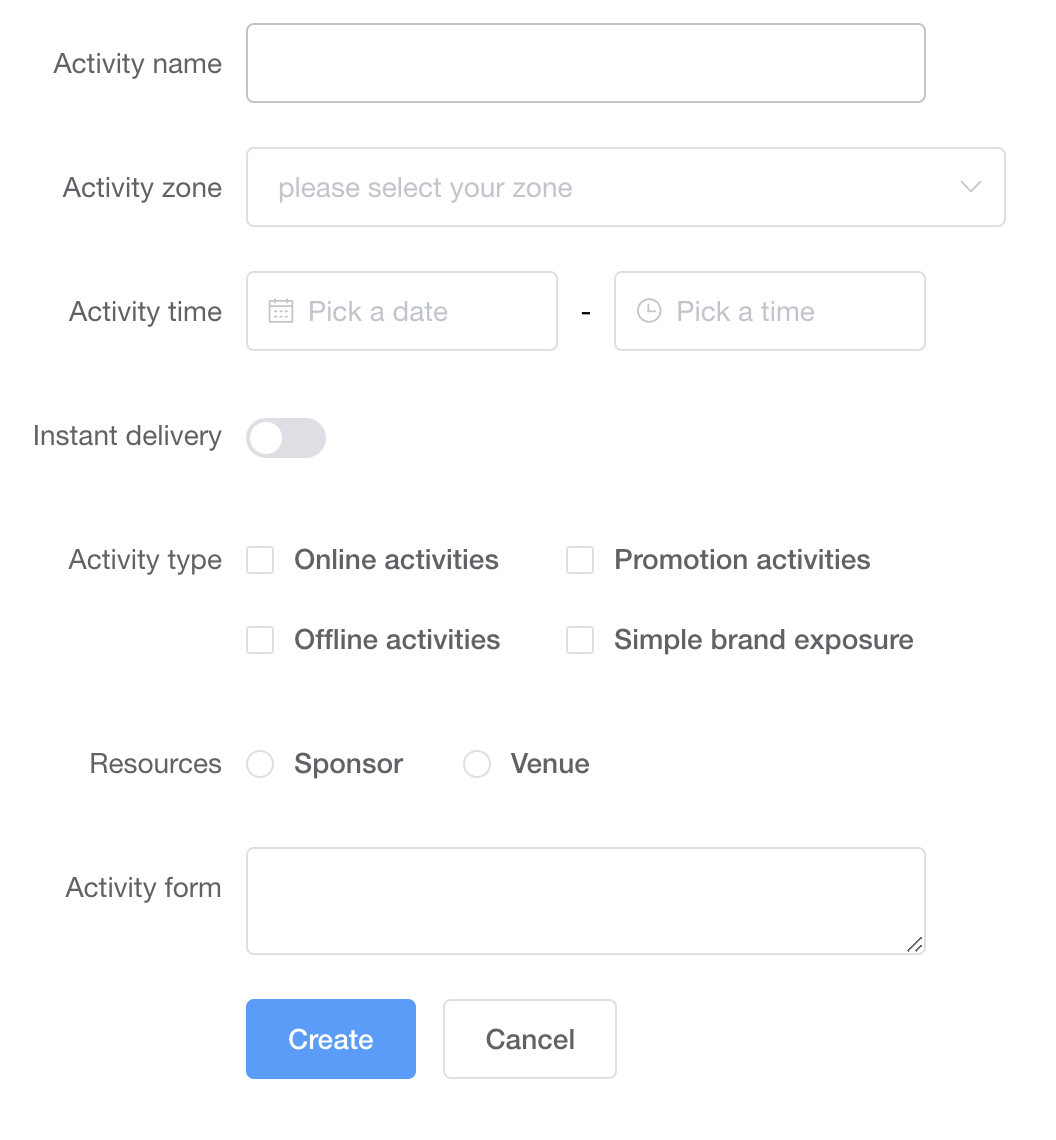 Activity name
Activity zone please select your zone
Activity time Pick a date - Pick a time
Instant delivery
Activity type Online activities Promotion activities
Offline activities Simple brand exposure
Resources Sponsor Venue
Activity form
Create Cancel